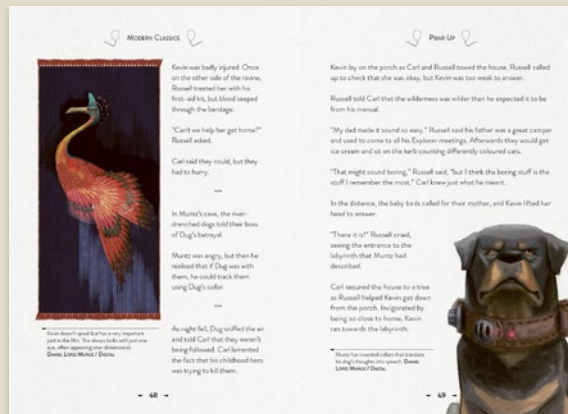 Modern Classics
Kevin was badly injured. Once
on the other side of the ravine,
Russell treated her with his
first-aid kit, but blood seeped
through the bandage.
"Can't we help her get home?"
Russell asked.
Carl said they could, but they
had to hurry.
***
In Muntz's cave, the river-
drenched dogs told their boss
of Dug's betrayal.
Muntz was angry, but then he
realised that if Dug was with
them, he could track them
using Dug's collar.
***
As night fell, Dug sniffed the air
and told Carl that they weren't
being followed. Carl lamented
the fact that his childhood hero
was trying to kill them.
Kevin doesn't speak but has a very important
part in the film. She always looks with just one
eye, often appearing one-dimensional.
Daniel López Muñoz / Digital
48
Pixar Up
Kevin lay on the porch as Carl and Russell towed the house. Russell called
up to check that she was okay, but Kevin was too weak to answer.
Russell told Carl that the wilderness was wilder than he expected it to be
from his manual.
"My dad made it sound so easy." Russell said his father was a great camper
and used to come to all his Explorer meetings. Afterwards they would get
ice-cream and sit on the kerb counting differently coloured cars.
"That might sound boring," Russell said, "but I think the boring stuff is the
stuff I remember the most." Carl knew just what he meant.
In the distance, the baby birds called for their mother, and Kevin lifted her
head to answer.
"There it is!" Russell cried,
seeing the entrance to the
labyrinth that Muntz had
described.
Carl secured the house to a tree
as Russell helped Kevin get down
from the porch. Invigorated by
being so close to home, Kevin
ran towards the labyrinth.
Muntz has invented collars that translate
his dog's thoughts into speech. Daniel
López Muñoz / Digital
49